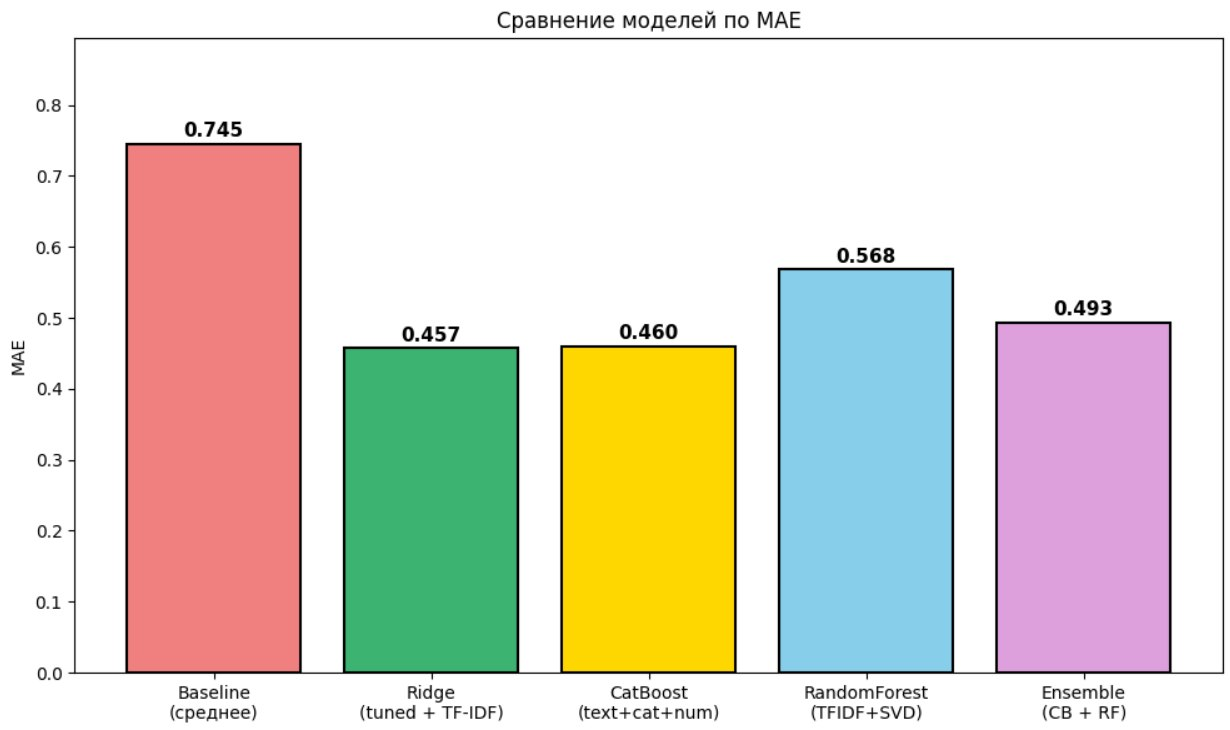 Сравнение моделей по MAE
MAE
0.8
0.7
0.6
0.5
0.4
0.3
0.2
0.1
0.0
0.745
0.457
0.460
0.568
0.493
Baseline
(среднее)
Ridge
(tuned + TF-IDF)
CatBoost
(text+cat+num)
RandomForest
(TFIDF+SVD)
Ensemble
(CB + RF)